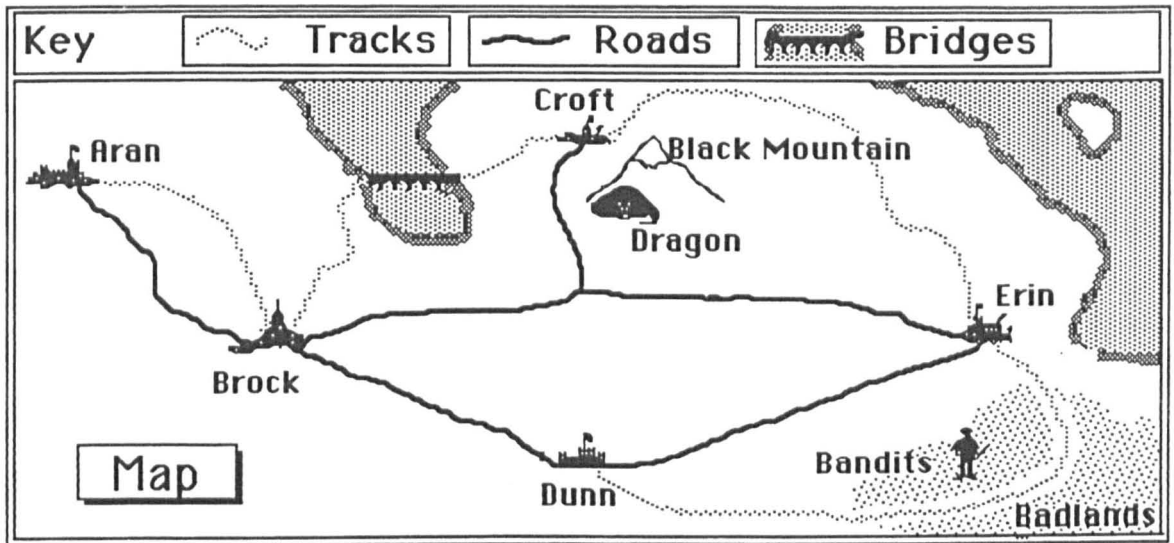 Key Tracks Roads Bridges
Croft
Aran
Black Mountain
Dragon
Erin
Brock
Bandits
Map
Dunn
Badlands